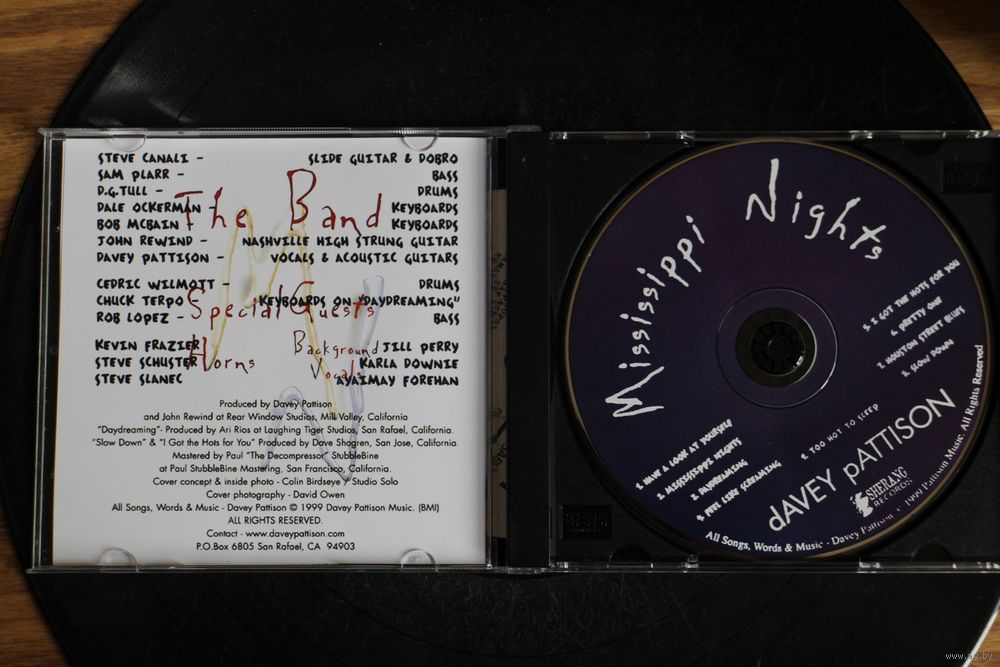 STEVE CANALI – SLIDE GUITAR & DOBRO
SAM PLARR – BASS
D.G.TULL – DRUMS
DALE OCKERMAN – KEYBOARDS
The Band
BOB MCBAIN – KEYBOARDS
JOHN REWIND – NASHVILLE HIGH STRUNG GUITAR
DAVEY PATTISON – VOCALS & ACOUSTIC GUITARS
CEDRIC WILMOTT – DRUMS
CHUCK TERPO KEYBOARDS ON "DAYDREAMING"
Special Guests
ROB LOPEZ – BASS
KEVIN FRAZIER
STEVE SCHUSTER
STEVE SLANEC
Horns
Background
Vocals
JILL PERRY
KARLA DOWNIE
AYAIMAY FOREHAN
Produced by Davey Pattison
and John Rewind at Rear Window Studios, Mill Valley, California
"Daydreaming"- Produced by Ari Rios at Laughing Tiger Studios, San Rafael, California.
"Slow Down" & "I Got the Hots for You" Produced by Dave Shogren, San Jose, California.
Mastered by Paul "The Decompressor" StubbleBine
at Paul StubbleBine Mastering, San Francisco, California.
Cover concept & inside photo - Colin Birdseye / Studio Solo
Cover photography - David Owen
All Songs, Words & Music - Davey Pattison © 1999 Davey Pattison Music. (BMI)
ALL RIGHTS RESERVED.
Contact - www.daveypattison.com
P.O.Box 6805 San Rafael, CA 94903
Mississippi Nights
1. HAVE A LOOK AT YOURSELF
2. MISSISSIPPI NIGHTS
3. DAYDREAMING
4. FEEL LIKE SCREAMING
5. I GOT THE HOTS FOR YOU
6. PRETTY ONE
7. HOUSTON STREET BLUES
8. SLOW DOWN
9. TOO HOT TO SLEEP
dAVEY pATTISON
SHERANG
RECORDS
All Songs, Words & Music - Davey Pattison © 1999 Pattison Music. All Rights Reserved